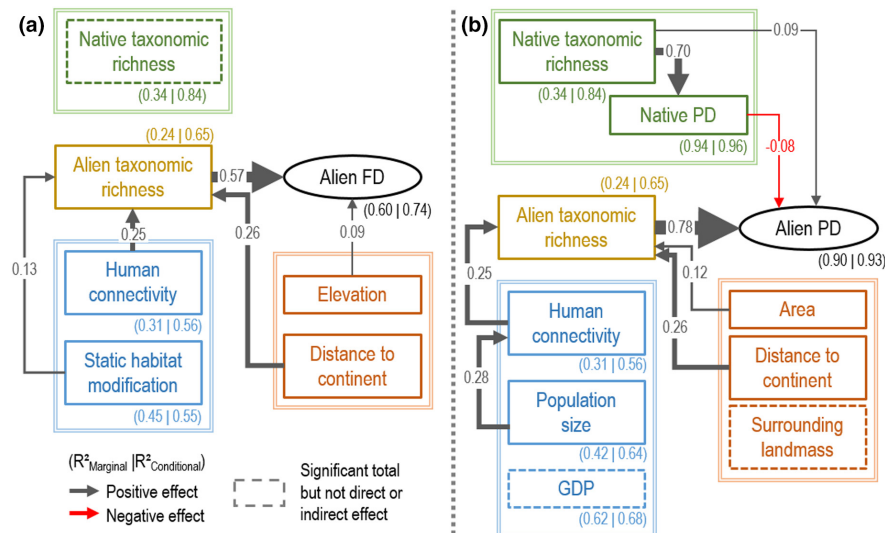 (a)
Native taxonomic
richness
(0.34 | 0.84)
(0.24 | 0.65)
Alien taxonomic
richness
0.57
Alien FD
(0.60 | 0.74)
0.25
0.26
0.09
0.13
Human
connectivity
(0.31 | 0.56)
Static habitat
modification
(0.45 | 0.55)
Elevation
Distance to
continent
(R²Marginal |R²Conditional)
Positive effect
Negative effect
Significant total
but not direct or
indirect effect
(b)
Native taxonomic
richness
0.09
0.70
(0.34 | 0.84)
Native PD
(0.94 | 0.96)
-0.08
(0.24 | 0.65)
Alien taxonomic
richness
0.78
Alien PD
(0.90 | 0.93)
0.25
0.12
0.26
0.28
Human
connectivity
(0.31 | 0.56)
Population
size
(0.42 | 0.64)
GDP
(0.62 | 0.68)
Area
Distance to
continent
Surrounding
landmass